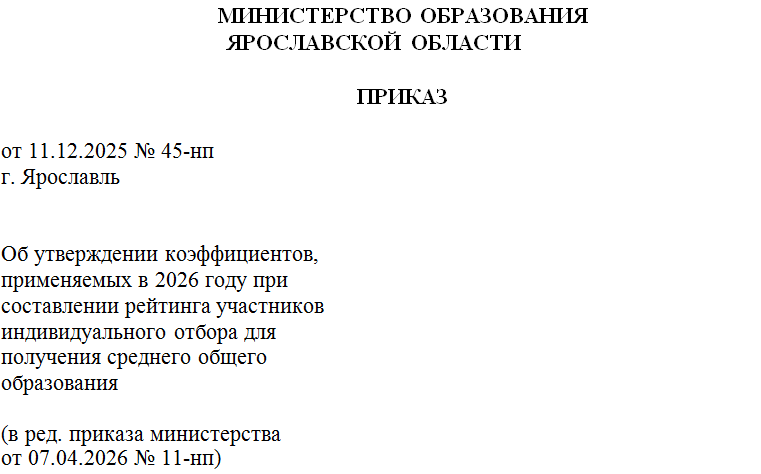 МИНИСТЕРСТВО ОБРАЗОВАНИЯ
ЯРОСЛАВСКОЙ ОБЛАСТИ
ПРИКАЗ
от 11.12.2025 № 45-нп
г. Ярославль
Об утверждении коэффициентов,
применяемых в 2026 году при
составлении рейтинга участников
индивидуального отбора для
получения среднего общего
образования
(в ред. приказа министерства
от 07.04.2026 № 11-нп)